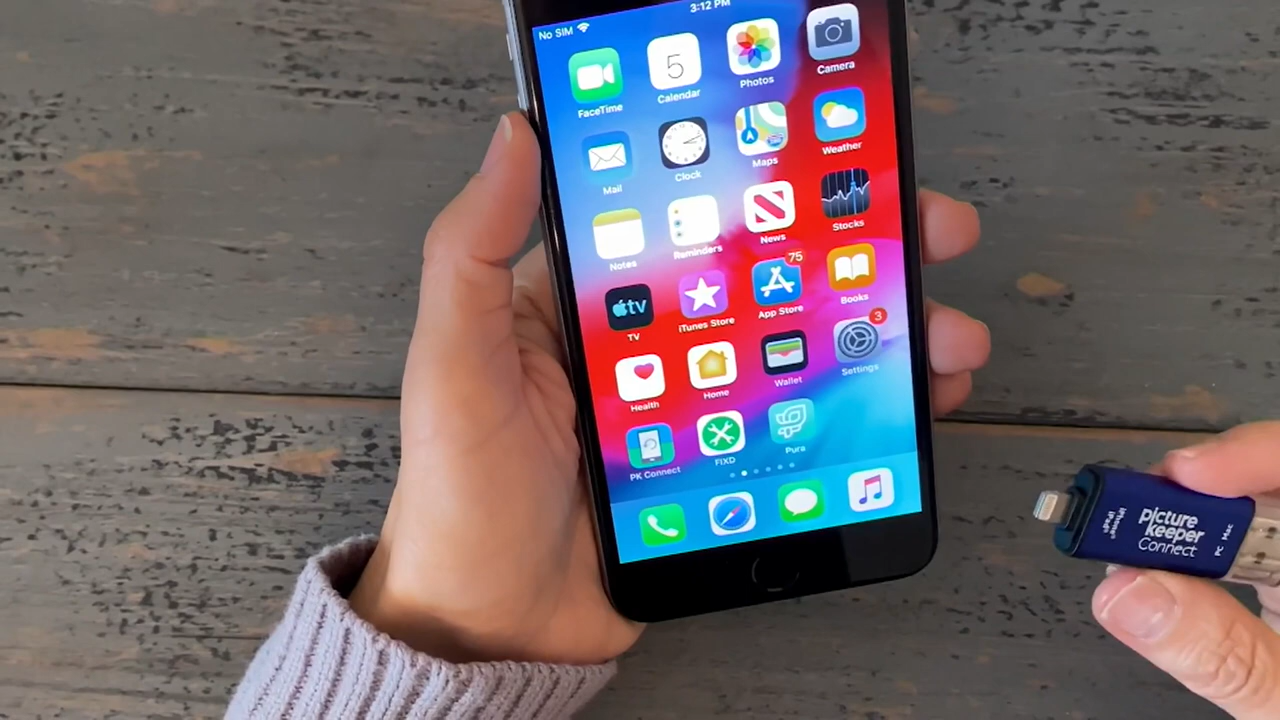 3:12 PM
No SIM
5
FaceTime
Calendar
Photos
Camera
Mail
Clock
Maps
Weather
Notes
Reminders
News
Stocks
tv
75
TV
iTunes Store
App Store
Books
3
Health
Home
Wallet
Settings
PK Connect
FIXD
Pura
iPhone
iPad
picture
keeper
Connect
PC Mac